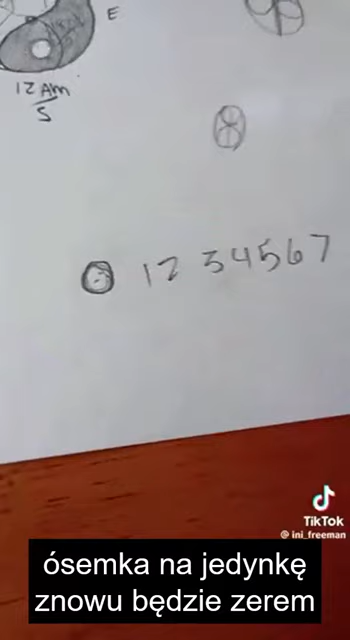 E
12 Am
5
8
0 1 2 3 4 5 6 7
TikTok
@ ini_freeman
ósemka na jedynkę
znowu będzie zerem